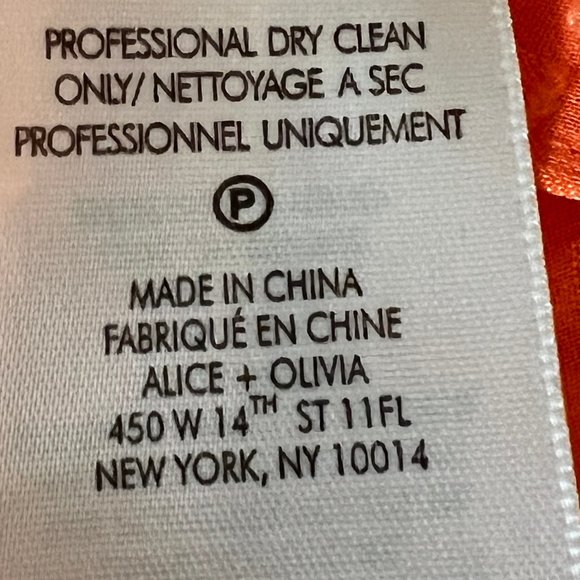 PROFESSIONAL DRY CLEAN
ONLY/ NETTOYAGE A SEC
PROFESSIONNEL UNIQUEMENT
P
MADE IN CHINA
FABRIQUÉ EN CHINE
ALICE + OLIVIA
450 W 14TH ST 11FL
NEW YORK, NY 10014